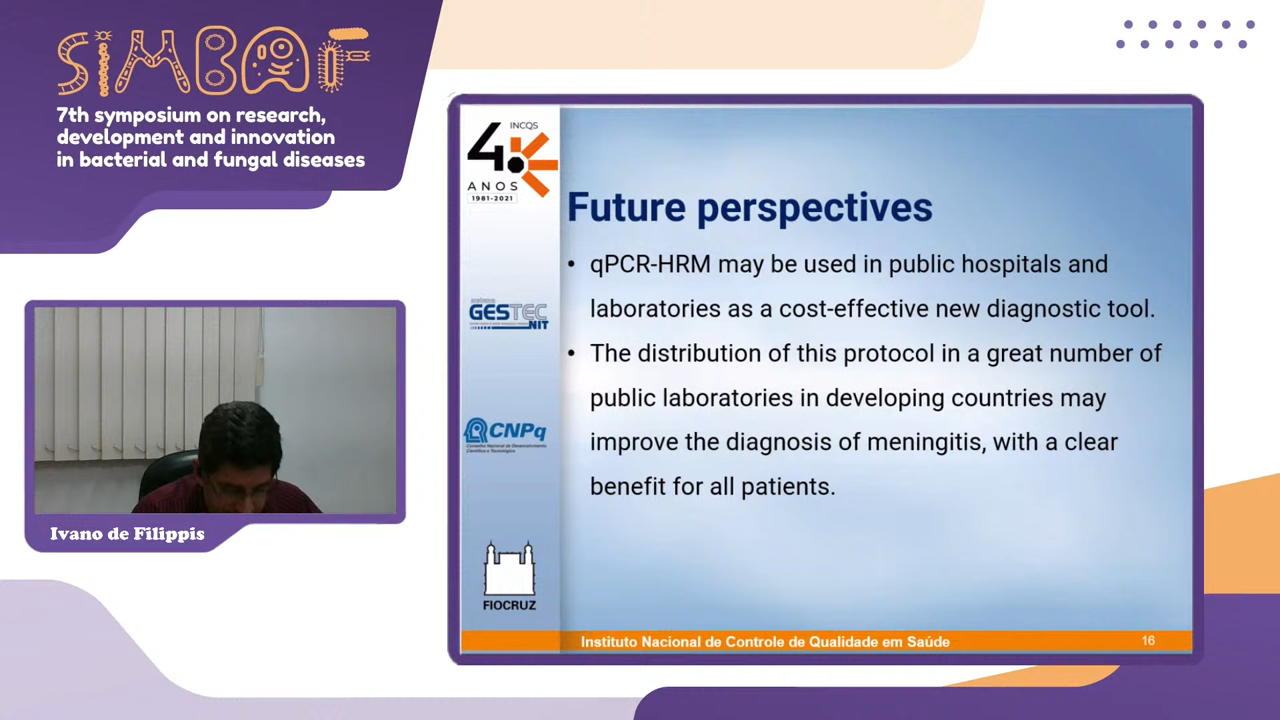 SIMBAF
7th symposium on research,
development and innovation
in bacterial and fungal diseases
Ivano de Filippis
INCQS
40
ANOS
1981-2021
GESTEC
NIT
CNPq
Conselho Nacional de Desenvolvimento
Científico e Tecnológico
FIOCRUZ
Future perspectives
• qPCR-HRM may be used in public hospitals and
laboratories as a cost-effective new diagnostic tool.
• The distribution of this protocol in a great number of
public laboratories in developing countries may
improve the diagnosis of meningitis, with a clear
benefit for all patients.
Instituto Nacional de Controle de Qualidade em Saúde
16